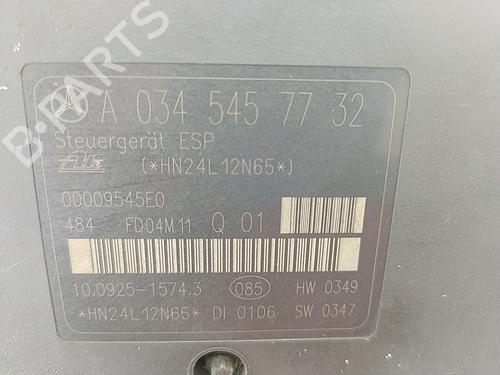 B-PARTS
A 034 545 77 32
Steuergerät ESP
Ate (*HN24L12N65*)
00009545E0
484 FD04M11 Q 01
10.0925-1574.3 085 HW 0349
*HN24L12N65* DI 0106 SW 0347